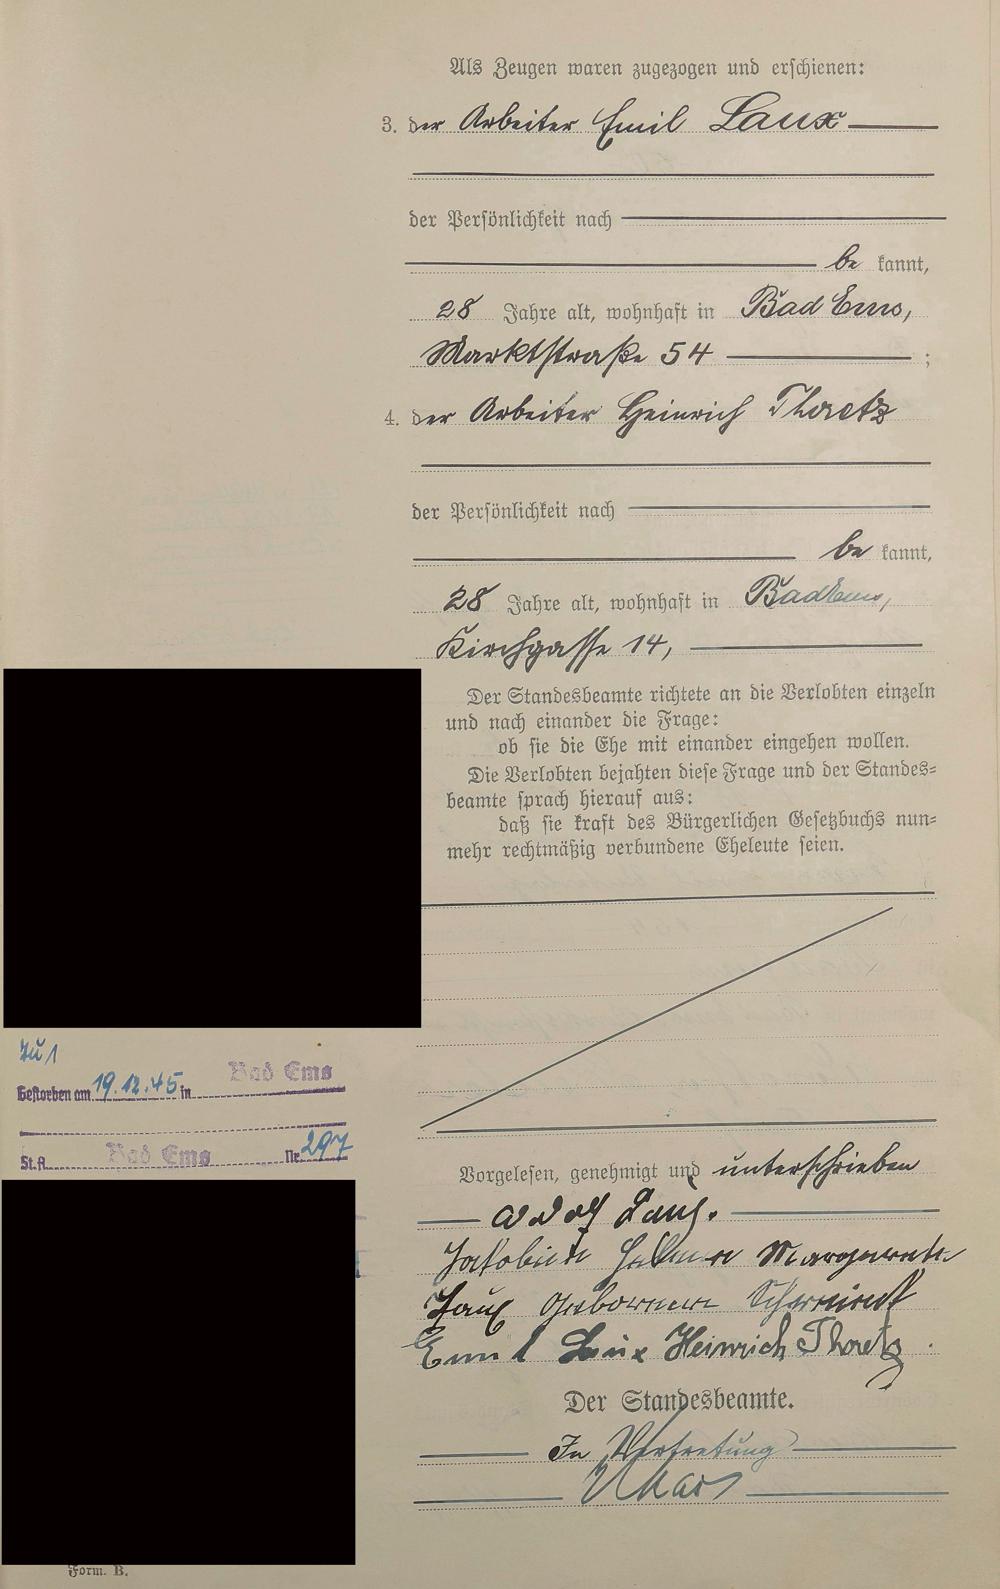 Als Zeugen waren zugezogen und erschienen:
3. der Arbeiter Emil Laux
der Persönlichkeit nach
be kannt,
28 Jahre alt, wohnhaft in Bad Ems,
Marktstraße 54 ;
4. der Arbeiter Heinrich Thoretz
der Persönlichkeit nach
be kannt,
28 Jahre alt, wohnhaft in Bad Ems,
Kirchgasse 14,
Der Standesbeamte richtete an die Verlobten einzeln
und nach einander die Frage:
ob sie die Ehe mit einander eingehen wollen.
Die Verlobten bejahten diese Frage und der Standes=
beamte sprach hierauf aus:
daß sie kraft des Bürgerlichen Gesetzbuchs nun=
mehr rechtmäßig verbundene Eheleute seien.
Zu 1
Gestorben am 19.12.45 in Bad Ems
St.A. Bad Ems Nr. 297
Vorgelesen, genehmigt und unterschrieben
Adolf Laux.
Margarete
Laux geborene
Emil Laux Heinrich Thoretz.
Der Standesbeamte.
In Vertretung
Form. B.